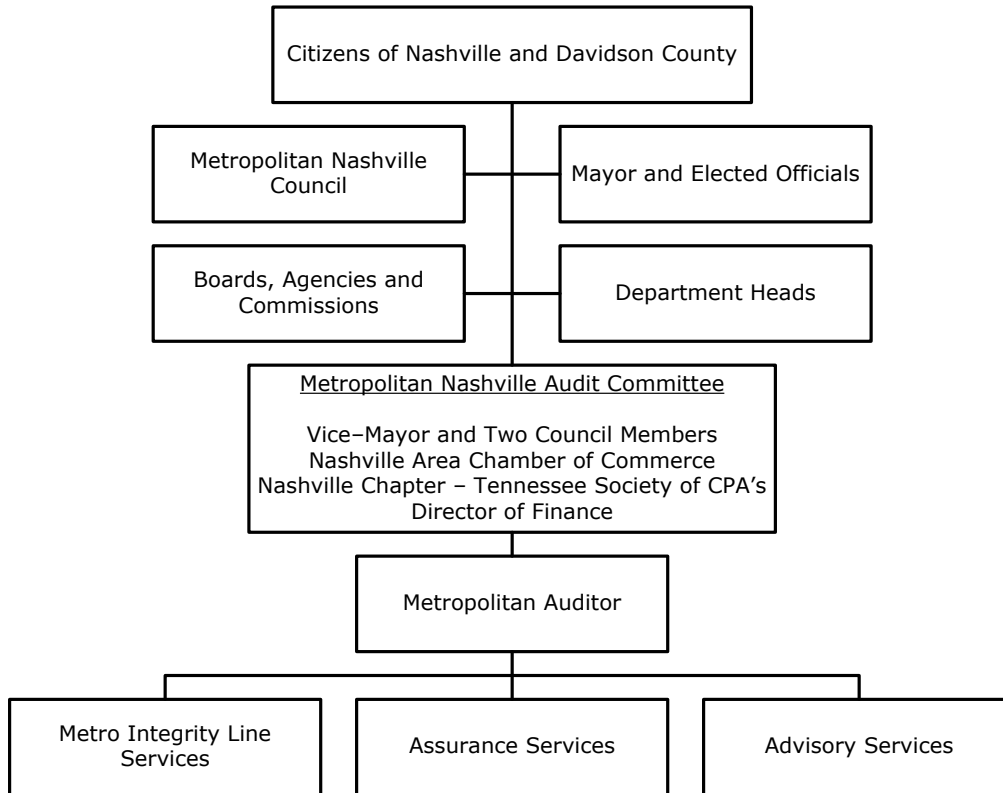 Citizens of Nashville and Davidson County
Metropolitan Nashville
Council
Mayor and Elected Officials
Boards, Agencies and
Commissions
Department Heads
Metropolitan Nashville Audit Committee
Vice–Mayor and Two Council Members
Nashville Area Chamber of Commerce
Nashville Chapter – Tennessee Society of CPA’s
Director of Finance
Metropolitan Auditor
Metro Integrity Line
Services
Assurance Services
Advisory Services